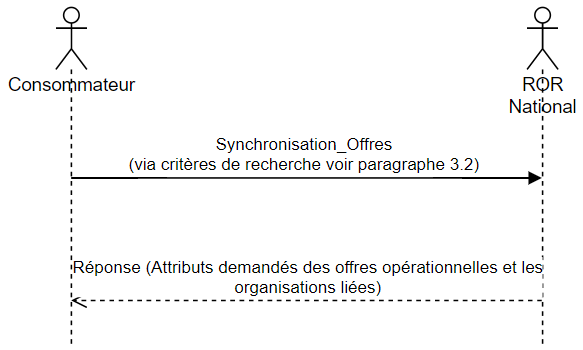 Consommateur
ROR
National
Synchronisation_Offres
(via critères de recherche voir paragraphe 3.2)
Réponse (Attributs demandés des offres opérationnelles et les
organisations liées)